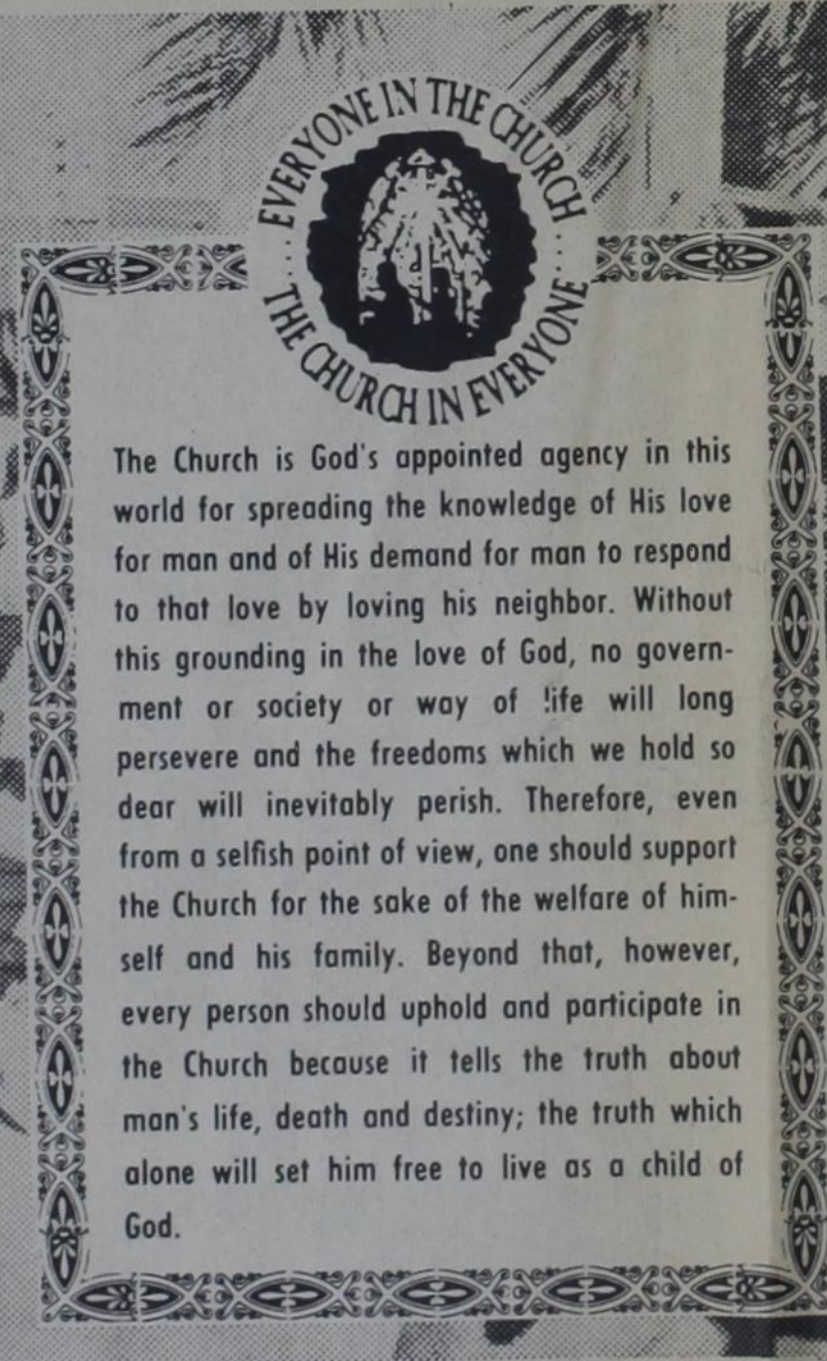 EVERYONE IN THE CHURCH ...
THE CHURCH IN EVERYONE ...
The Church is God's appointed agency in this
world for spreading the knowledge of His love
for man and of His demand for man to respond
to that love by loving his neighbor. Without
this grounding in the love of God, no govern-
ment or society or way of life will long
persevere and the freedoms which we hold so
dear will inevitably perish. Therefore, even
from a selfish point of view, one should support
the Church for the sake of the welfare of him-
self and his family. Beyond that, however,
every person should uphold and participate in
the Church because it tells the truth about
man's life, death and destiny; the truth which
alone will set him free to live as a child of
God.